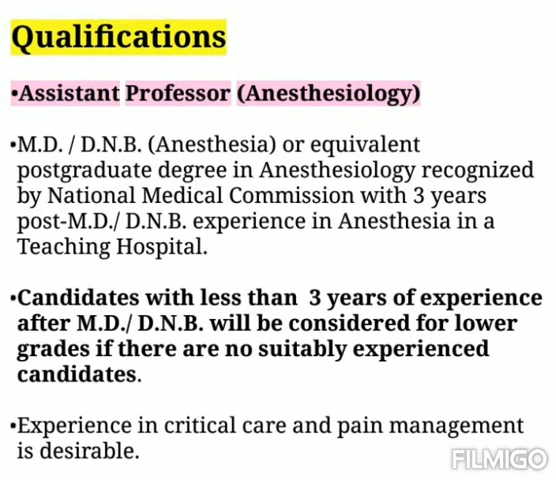 Qualifications
•Assistant Professor (Anesthesiology)
•M.D. / D.N.B. (Anesthesia) or equivalent
postgraduate degree in Anesthesiology recognized
by National Medical Commission with 3 years
post-M.D./ D.N.B. experience in Anesthesia in a
Teaching Hospital.
•Candidates with less than  3 years of experience
after M.D./ D.N.B. will be considered for lower
grades if there are no suitably experienced
candidates.
•Experience in critical care and pain management
is desirable.
FILMIGO